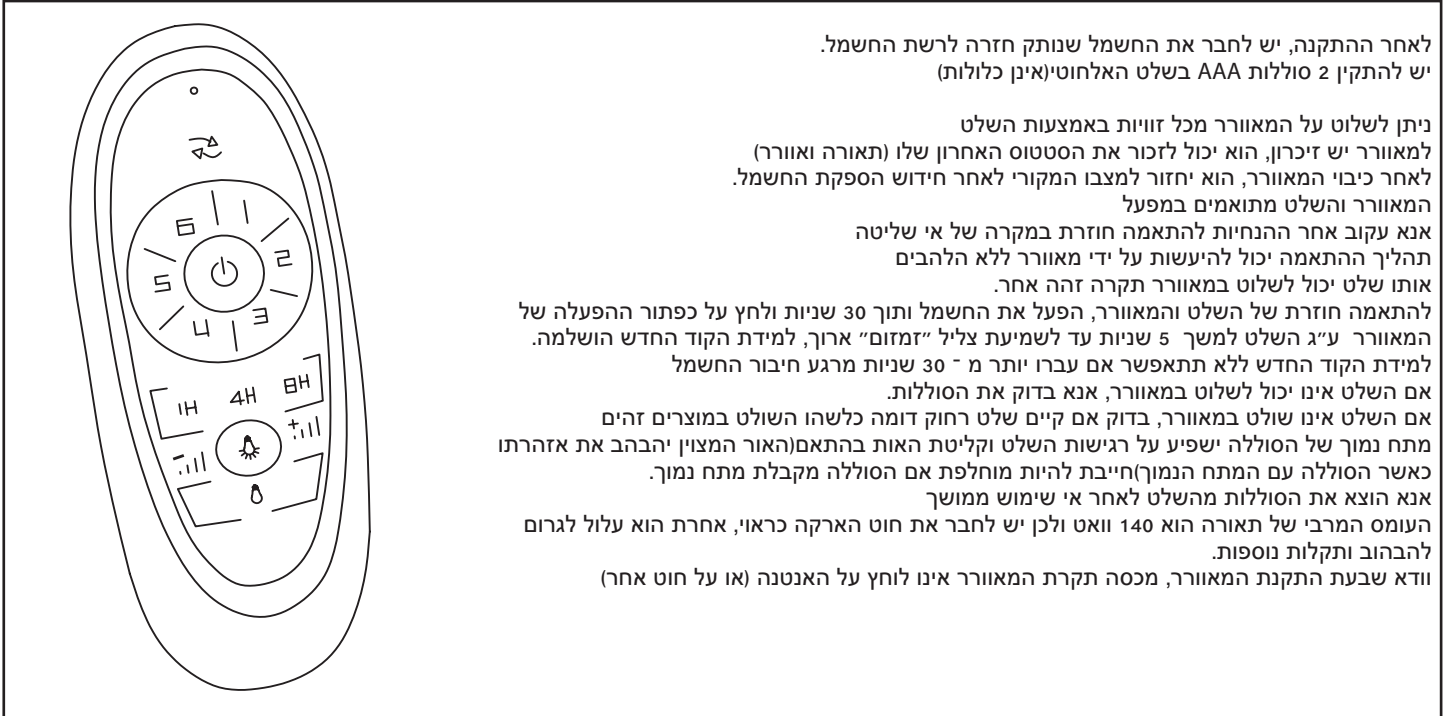 לאחר ההתקנה, יש לחבר את החשמל שנותק חזרה לרשת החשמל.
יש להתקין 2 סוללות AAA בשלט האלחוטי(אינן כלולות)
ניתן לשלוט על המאוורר מכל זוויות באמצעות השלט
למאוורר יש זיכרון, הוא יכול לזכור את הסטטוס האחרון שלו (תאורה ואוורר)
לאחר כיבוי המאוורר, הוא יחזור למצבו המקורי לאחר חידוש הספקת החשמל.
המאוורר והשלט מתואמים במפעל
אנא עקוב אחר ההנחיות להתאמה חוזרת במקרה של אי שליטה
תהליך ההתאמה יכול להיעשות על ידי מאוורר ללא הלהבים
אותו שלט יכול לשלוט במאוורר תקרה זהה אחר.
להתאמה חוזרת של השלט והמאוורר, הפעל את החשמל ותוך 30 שניות ולחץ על כפתור ההפעלה של
המאוורר ע״ג השלט למשך 5 שניות עד לשמיעת צליל ״זמזום״ ארוך, למידת הקוד החדש הושלמה.
למידת הקוד החדש ללא תתאפשר אם עברו יותר מ ־ 30 שניות מרגע חיבור החשמל
אם השלט אינו יכול לשלוט במאוורר, אנא בדוק את הסוללות.
אם השלט אינו שולט במאוורר, בדוק אם קיים שלט רחוק דומה כלשהו השולט במוצרים זהים
מתח נמוך של הסוללה ישפיע על רגישות השלט וקליטת האות בהתאם(האור המצוין יהבהב את אזהרתו
כאשר הסוללה עם המתח הנמוך)חייבת להיות מוחלפת אם הסוללה מקבלת מתח נמוך.
אנא הוצא את הסוללות מהשלט לאחר אי שימוש ממושך
העומס המרבי של תאורה הוא 140 וואט ולכן יש לחבר את חוט הארקה כראוי, אחרת הוא עלול לגרום
להבהוב ותקלות נוספות.
וודא שבעת התקנת המאוורר, מכסה תקרת המאוורר אינו לוחץ על האנטנה (או על חוט אחר)
6 1
5 2
4 3
1H 4H 8H